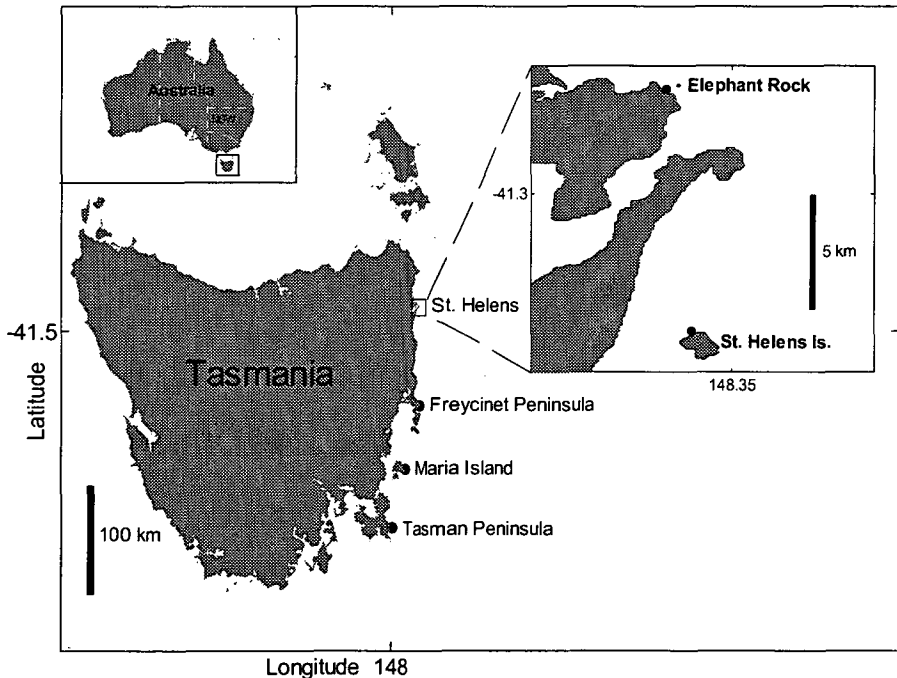 Australia
NSW
Elephant Rock
-41.3
5 km
St. Helens
-41.5
St. Helens Is.
148.35
Tasmania
Latitude
Freycinet Peninsula
Maria Island
100 km
Tasman Peninsula
Longitude 148